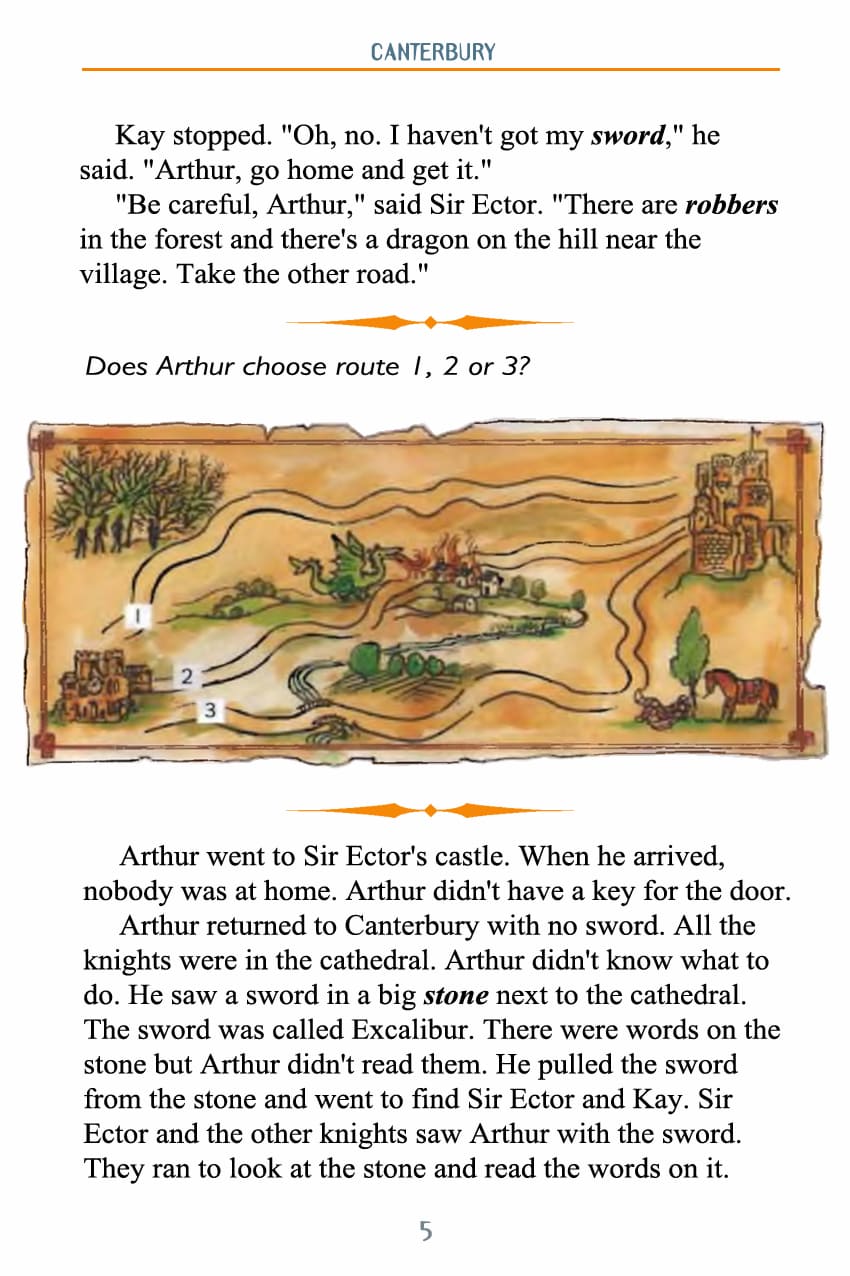 CANTERBURY
Kay stopped. "Oh, no. I haven't got my sword," he
said. "Arthur, go home and get it."
"Be careful, Arthur," said Sir Ector. "There are robbers
in the forest and there's a dragon on the hill near the
village. Take the other road."
Does Arthur choose route 1, 2 or 3?
1
2
3
Arthur went to Sir Ector's castle. When he arrived,
nobody was at home. Arthur didn't have a key for the door.
Arthur returned to Canterbury with no sword. All the
knights were in the cathedral. Arthur didn't know what to
do. He saw a sword in a big stone next to the cathedral.
The sword was called Excalibur. There were words on the
stone but Arthur didn't read them. He pulled the sword
from the stone and went to find Sir Ector and Kay. Sir
Ector and the other knights saw Arthur with the sword.
They ran to look at the stone and read the words on it.
5